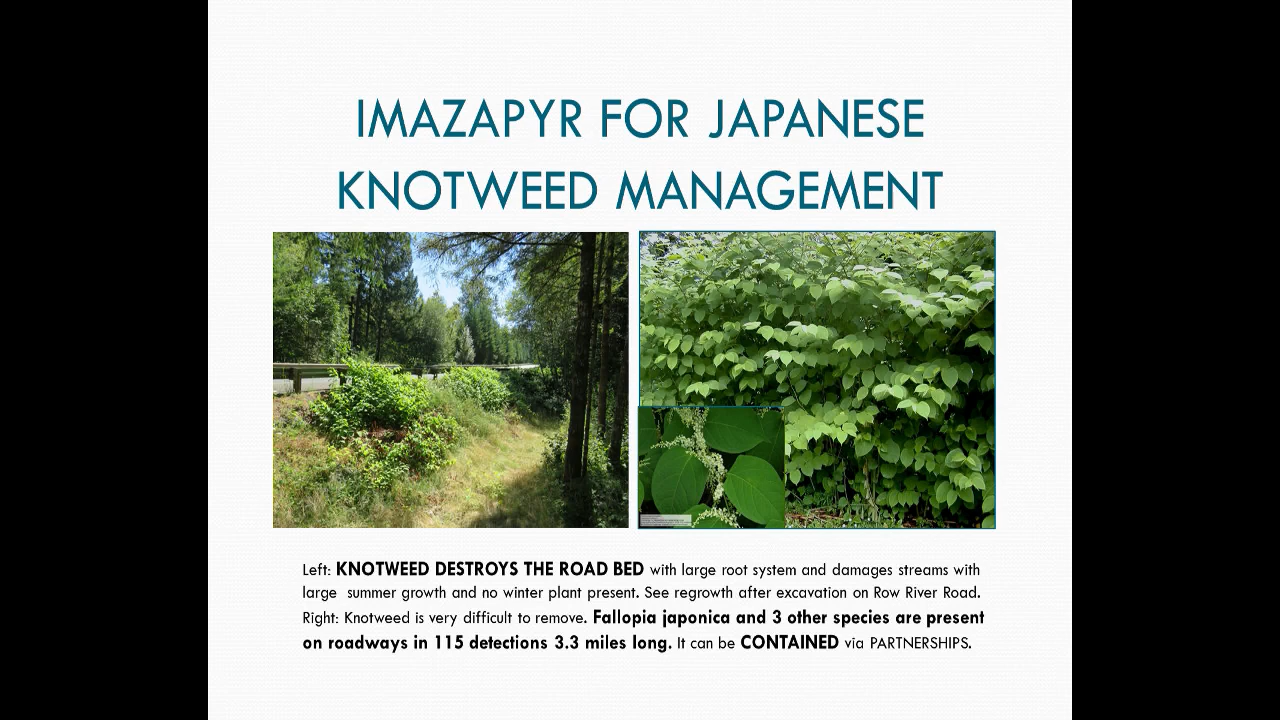 IMAZAPYR FOR JAPANESE
KNOTWEED MANAGEMENT
Left: KNOTWEED DESTROYS THE ROAD BED with large root system and damages streams with
large summer growth and no winter plant present. See regrowth after excavation on Row River Road.
Right: Knotweed is very difficult to remove. Fallopia japonica and 3 other species are present
on roadways in 115 detections 3.3 miles long. It can be CONTAINED via PARTNERSHIPS.